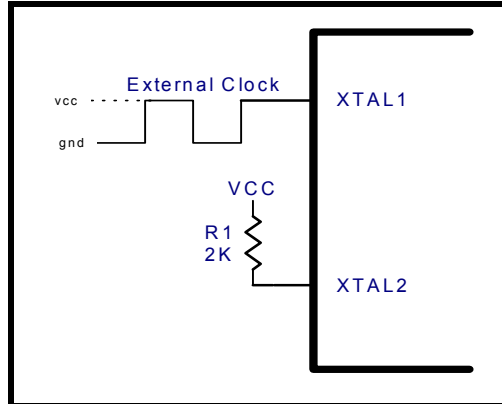 External Clock
vcc
XTAL1
gnd
VCC
R1
2K
XTAL2